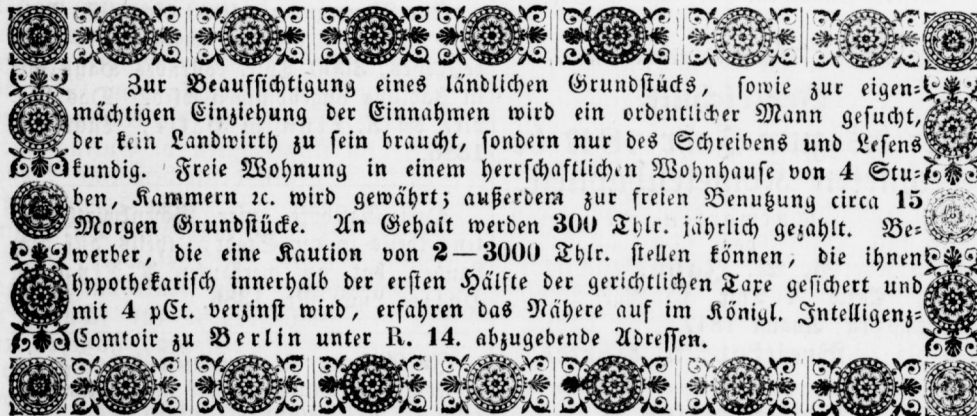 Zur Beaufsichtigung eines ländlichen Grundstücks, sowie zur eigen-
mächtigen Einziehung der Einnahmen wird ein ordentlicher Mann gesucht,
der kein Landwirth zu sein braucht, sondern nur des Schreibens und Lesens
kundig. Freie Wohnung in einem herrschaftlichen Wohnhause von 4 Stu-
ben, Kammern ꝛc. wird gewährt; außerdem zur freien Benutzung circa 15
Morgen Grundstücke. An Gehalt werden 300 Thlr. jährlich gezahlt. Be-
werber, die eine Kaution von 2—3000 Thlr. stellen können, die ihnen
hypothekarisch innerhalb der ersten Hälfte der gerichtlichen Taxe gesichert und
mit 4 pCt. verzinst wird, erfahren das Nähere auf im Königl. Intelligenz-
Comtoir zu Berlin unter R. 14. abzugebende Adressen.